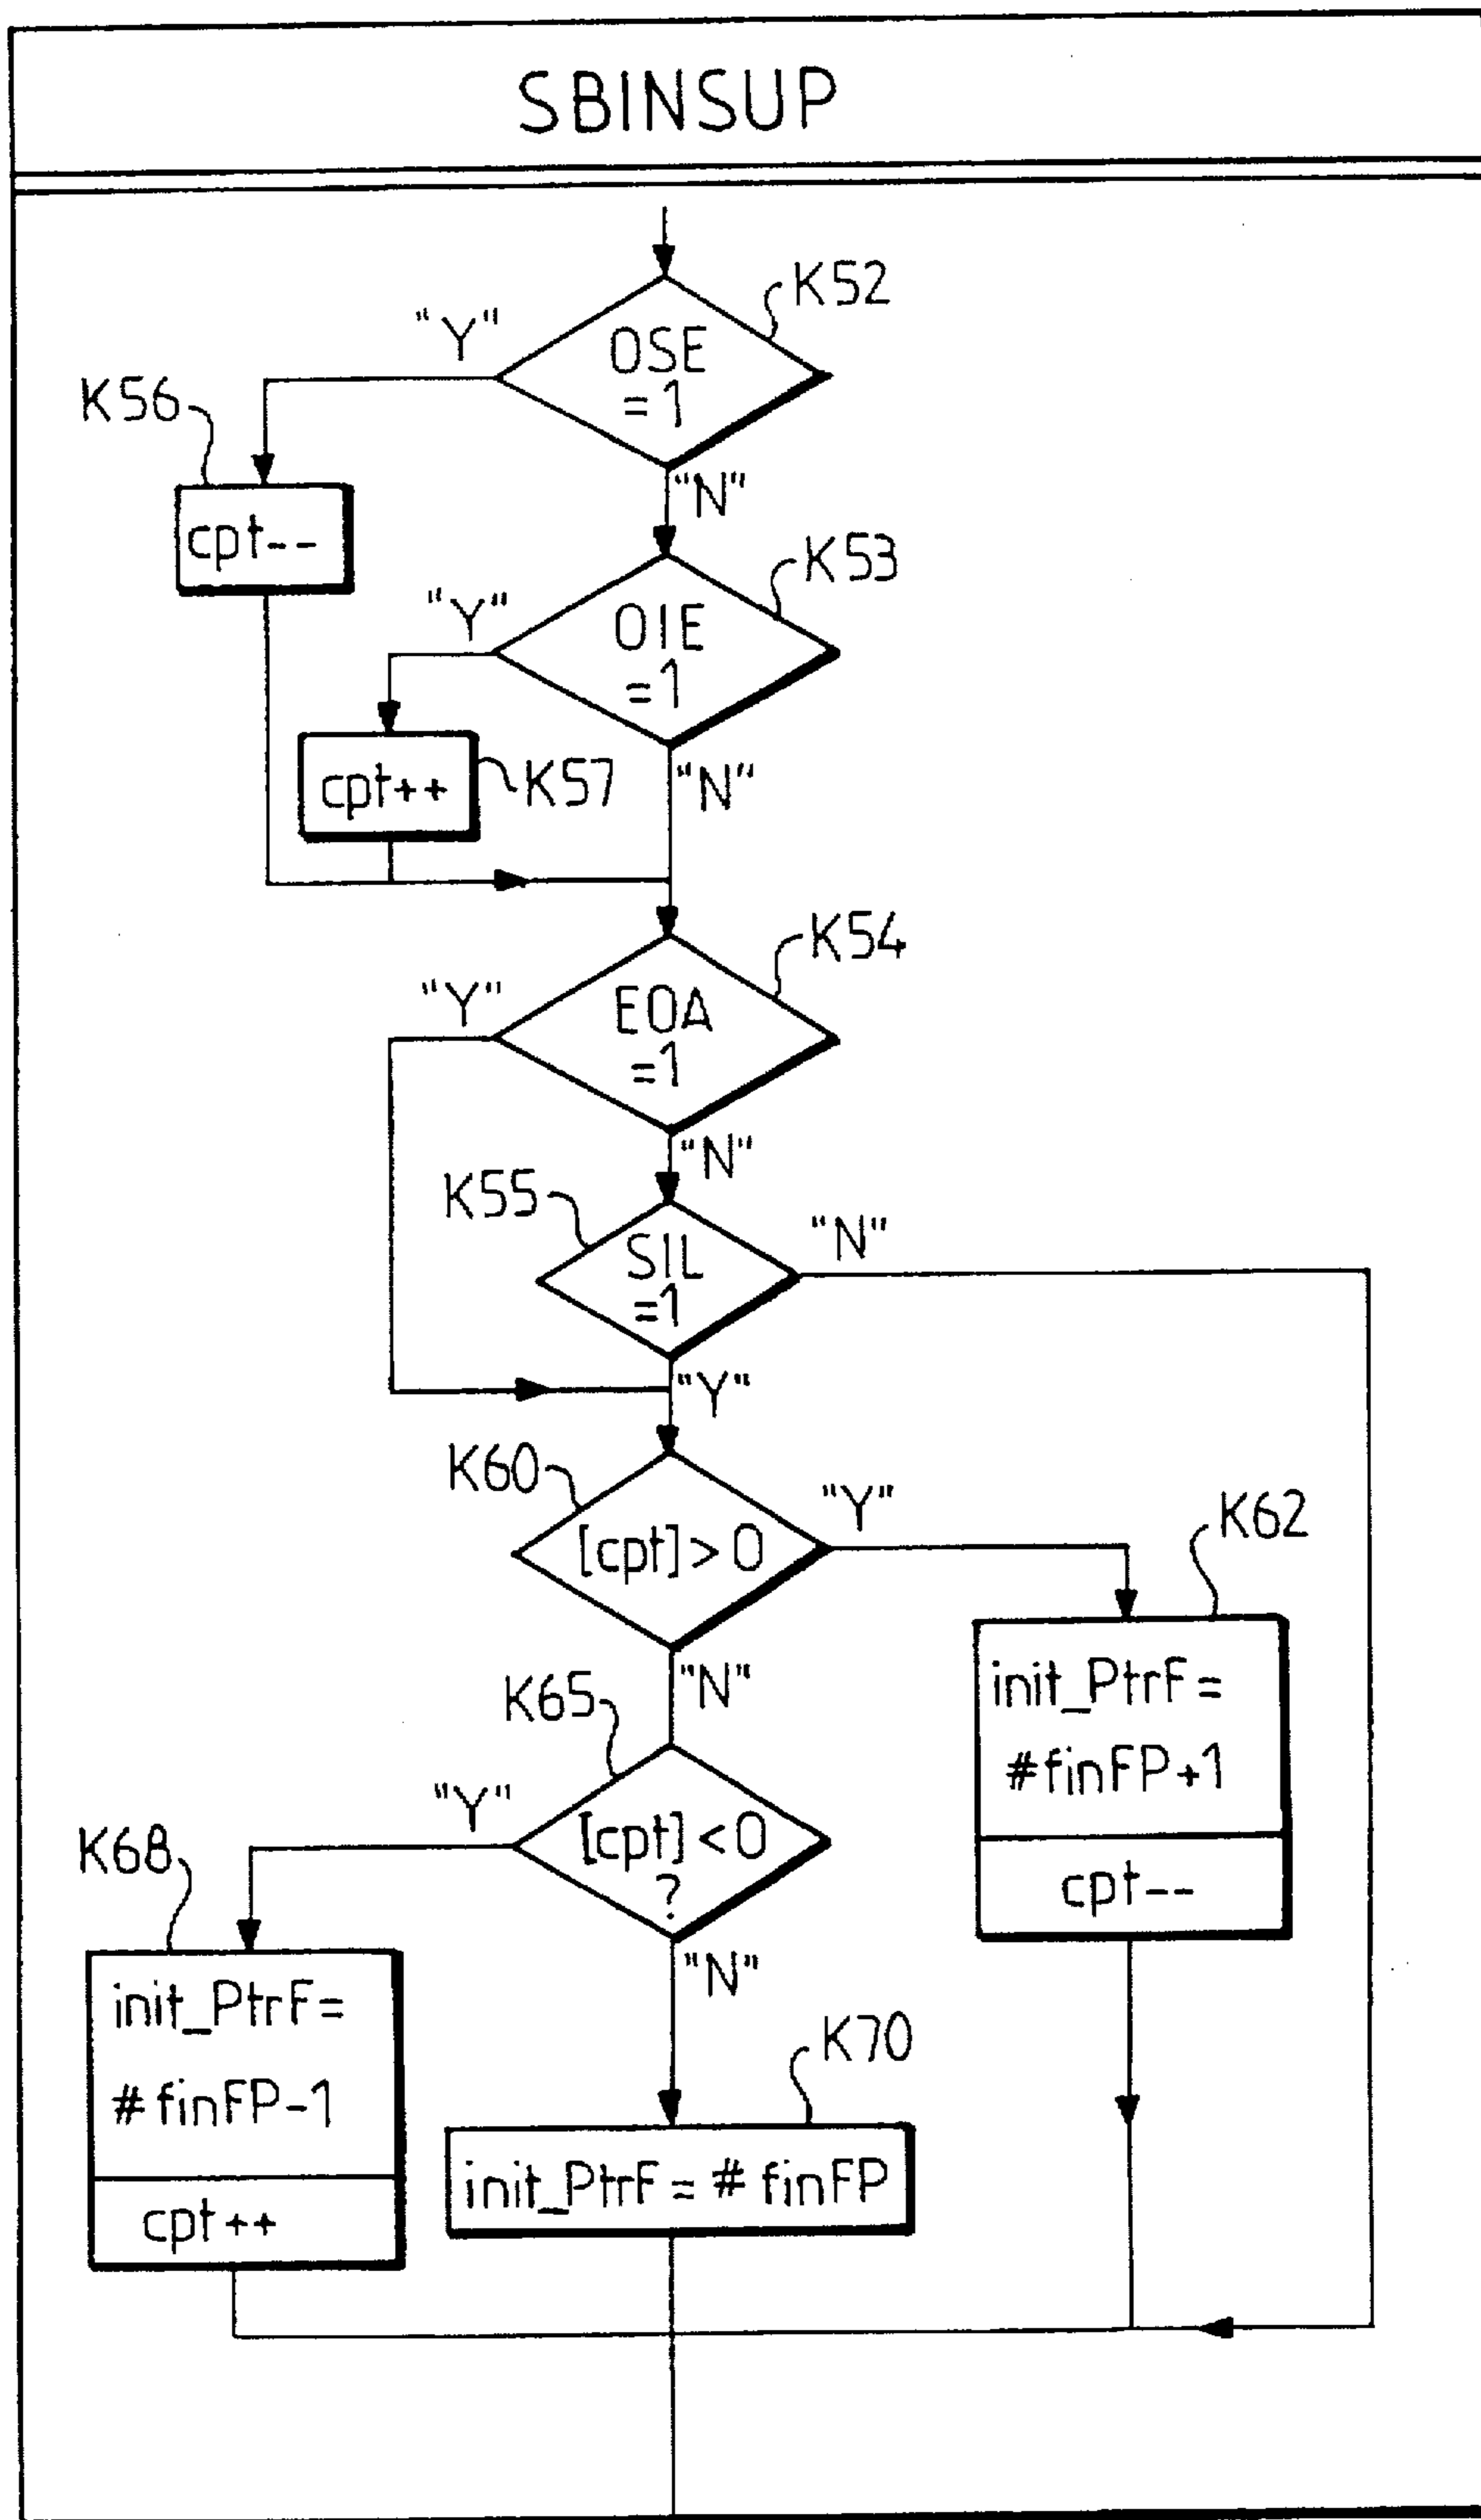 SBINSUP
K52
"Y"
OSE
=1
K56
"N"
cpt--
K53
"Y"
OIE
=1
cpt++
K57
"N"
K54
"Y"
EOA
=1
"N"
K55
"N"
SIL
=1
"Y"
K60
"Y"
[cpt]>0
K62
"N"
init_PtrF=
#finFP+1
cpt--
K65
"Y"
[cpt]<0
?
K68
"N"
init_PtrF=
#finFP-1
cpt++
K70
init_PtrF=#finFP